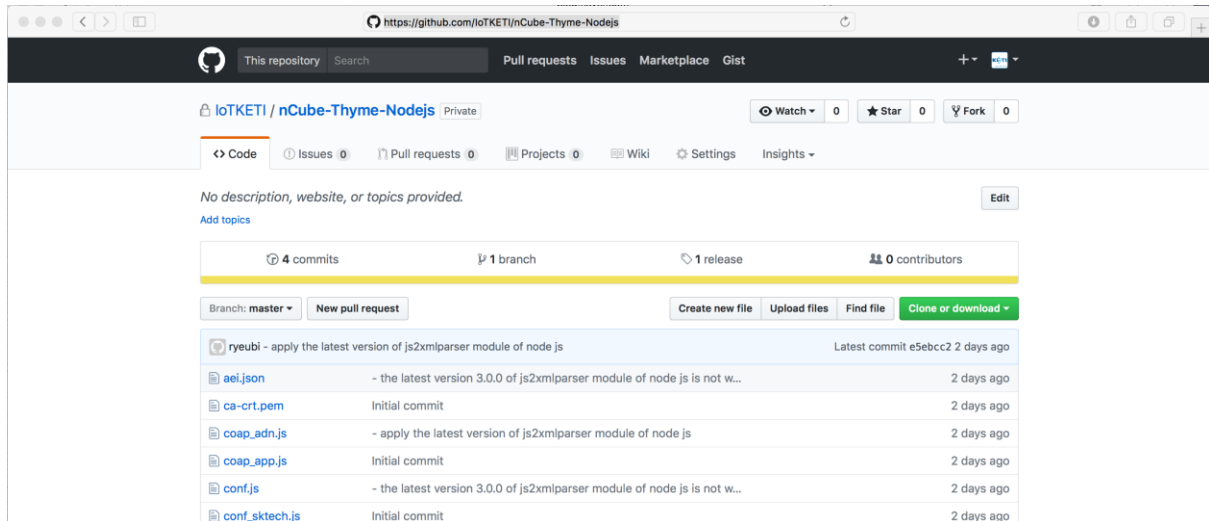 https://github.com/IoTKETI/nCube-Thyme-Nodejs
This repository Search Pull requests Issues Marketplace Gist
IoTKETI / nCube-Thyme-Nodejs Private Watch 0 Star 0 Fork 0
Code Issues 0 Pull requests 0 Projects 0 Wiki Settings Insights
No description, website, or topics provided. Edit
Add topics
4 commits 1 branch 1 release 0 contributors
Branch: master New pull request Create new file Upload files Find file Clone or download
ryeubi - apply the latest version of js2xmlparser module of node js Latest commit e5ebcc2 2 days ago
aei.json - the latest version 3.0.0 of js2xmlparser module of node js is not w... 2 days ago
ca-crt.pem Initial commit 2 days ago
coap_adn.js - apply the latest version of js2xmlparser module of node js 2 days ago
coap_app.js Initial commit 2 days ago
conf.js - the latest version 3.0.0 of js2xmlparser module of node js is not w... 2 days ago
conf_sktech.js Initial commit 2 days ago